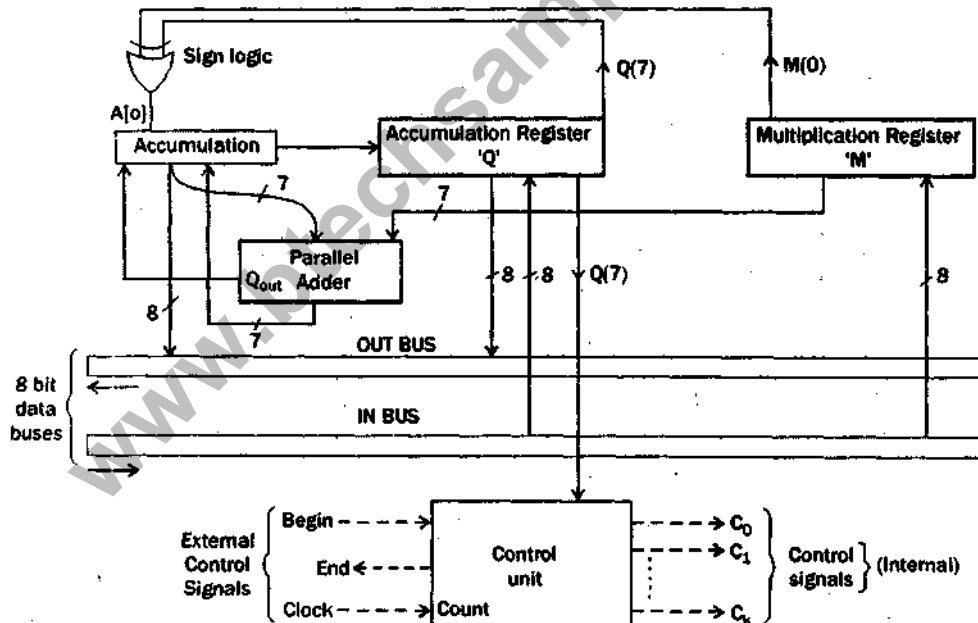 Sign logic
Q(7)
M(0)
A[o]
Accumulation
Accumulation Register
'Q'
Multiplication Register
'M'
7
7
Parallel
Adder
Qout
8
7
8
8
Q(7)
8
OUT BUS
8 bit
data
buses
IN BUS
External
Control
Signals
Begin
End
Clock
Count
Control
unit
C0
C1
Ck
Control
signals
(Internal)